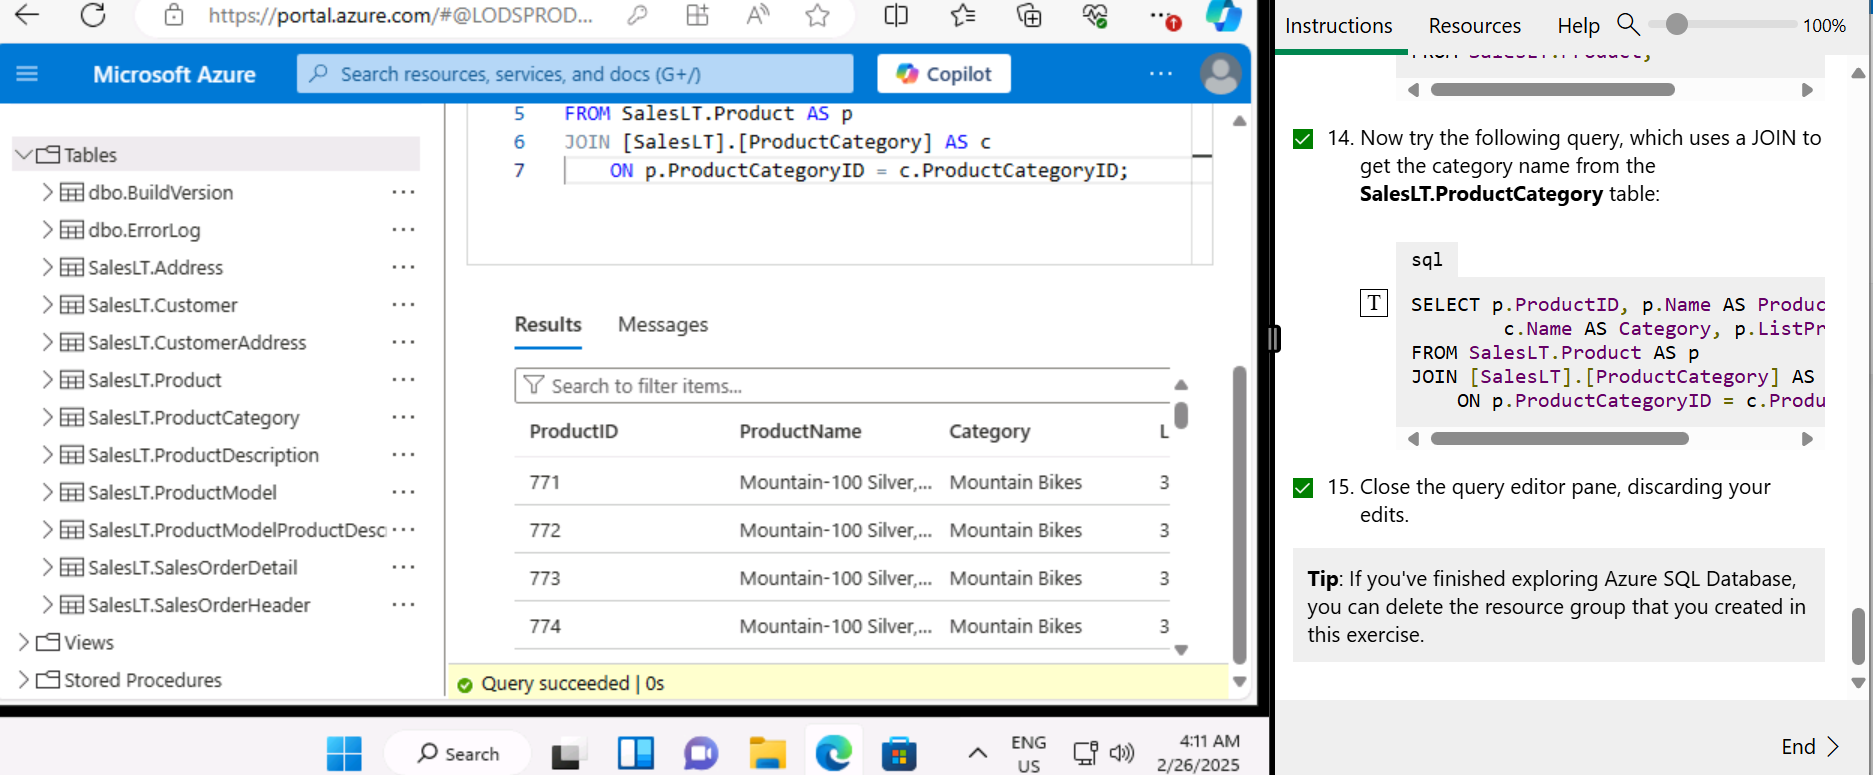 https://portal.azure.com/#@LODSPROD...
Microsoft Azure
Search resources, services, and docs (G+/)
Copilot
Tables
dbo.BuildVersion
dbo.ErrorLog
SalesLT.Address
SalesLT.Customer
SalesLT.CustomerAddress
SalesLT.Product
SalesLT.ProductCategory
SalesLT.ProductDescription
SalesLT.ProductModel
SalesLT.ProductModelProductDesc
SalesLT.SalesOrderDetail
SalesLT.SalesOrderHeader
Views
Stored Procedures
5 FROM SalesLT.Product AS p
6 JOIN [SalesLT].[ProductCategory] AS c
7 ON p.ProductCategoryID = c.ProductCategoryID;
Results Messages
Search to filter items...
ProductID ProductName Category L
771 Mountain-100 Silver,... Mountain Bikes 3
772 Mountain-100 Silver,... Mountain Bikes 3
773 Mountain-100 Silver,... Mountain Bikes 3
774 Mountain-100 Silver,... Mountain Bikes 3
Query succeeded | 0s
Search
ENG
US
4:11 AM
2/26/2025
Instructions Resources Help 100%
FROM SalesLT.Product;
14. Now try the following query, which uses a JOIN to
get the category name from the
SalesLT.ProductCategory table:
sql
T
SELECT p.ProductID, p.Name AS Produc
c.Name AS Category, p.ListPr
FROM SalesLT.Product AS p
JOIN [SalesLT].[ProductCategory] AS
ON p.ProductCategoryID = c.Produ
15. Close the query editor pane, discarding your
edits.
Tip: If you've finished exploring Azure SQL Database,
you can delete the resource group that you created in
this exercise.
End